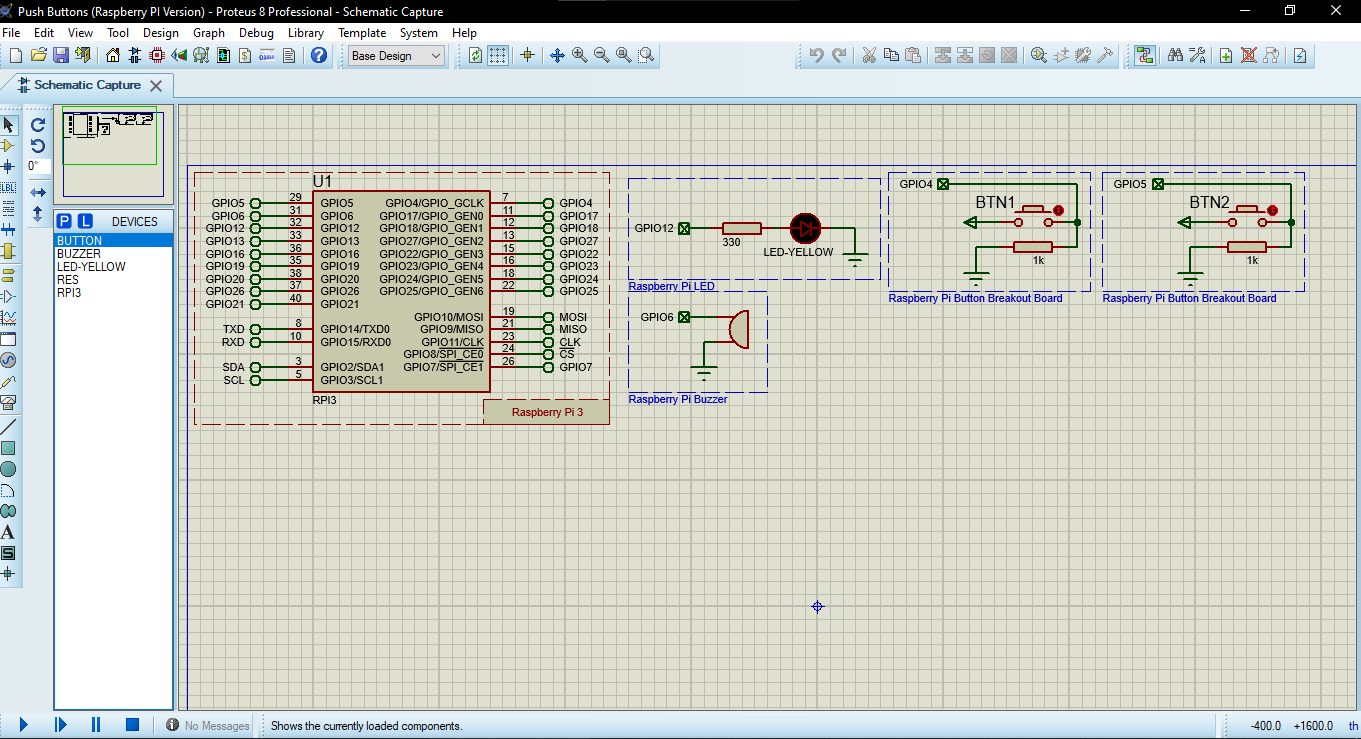 Push Buttons (Raspberry PI Version) - Proteus 8 Professional - Schematic Capture
File Edit View Tool Design Graph Debug Library Template System Help
Base Design
Schematic Capture
0°
LBL
P L DEVICES
BUTTON
BUZZER
LED-YELLOW
RES
RPI3
A
S
U1
GPIO5 29 GPIO5 GPIO4/GPIO_GCLK 7 GPIO4
GPIO6 31 GPIO6 GPIO17/GPIO_GEN0 11 GPIO17
GPIO12 32 GPIO12 GPIO18/GPIO_GEN1 12 GPIO18
GPIO13 33 GPIO13 GPIO27/GPIO_GEN2 13 GPIO27
GPIO16 36 GPIO16 GPIO22/GPIO_GEN3 15 GPIO22
GPIO19 35 GPIO19 GPIO23/GPIO_GEN4 16 GPIO23
GPIO20 38 GPIO20 GPIO24/GPIO_GEN5 18 GPIO24
GPIO26 37 GPIO26 GPIO25/GPIO_GEN6 22 GPIO25
GPIO21 40 GPIO21
GPIO10/MOSI 19 MOSI
TXD 8 GPIO14/TXD0 GPIO9/MISO 21 MISO
RXD 10 GPIO15/RXD0 GPIO11/CLK 23 CLK
GPIO8/SPI_CE0 24 CS
SDA 3 GPIO2/SDA1 GPIO7/SPI_CE1 26 GPIO7
SCL 5 GPIO3/SCL1
RPI3
Raspberry Pi 3
GPIO12
330
LED-YELLOW
Raspberry Pi LED
GPIO6
Raspberry Pi Buzzer
GPIO4
BTN1
1k
Raspberry Pi Button Breakout Board
GPIO5
BTN2
1k
Raspberry Pi Button Breakout Board
No Messages
Shows the currently loaded components.
-400.0 +1600.0 th